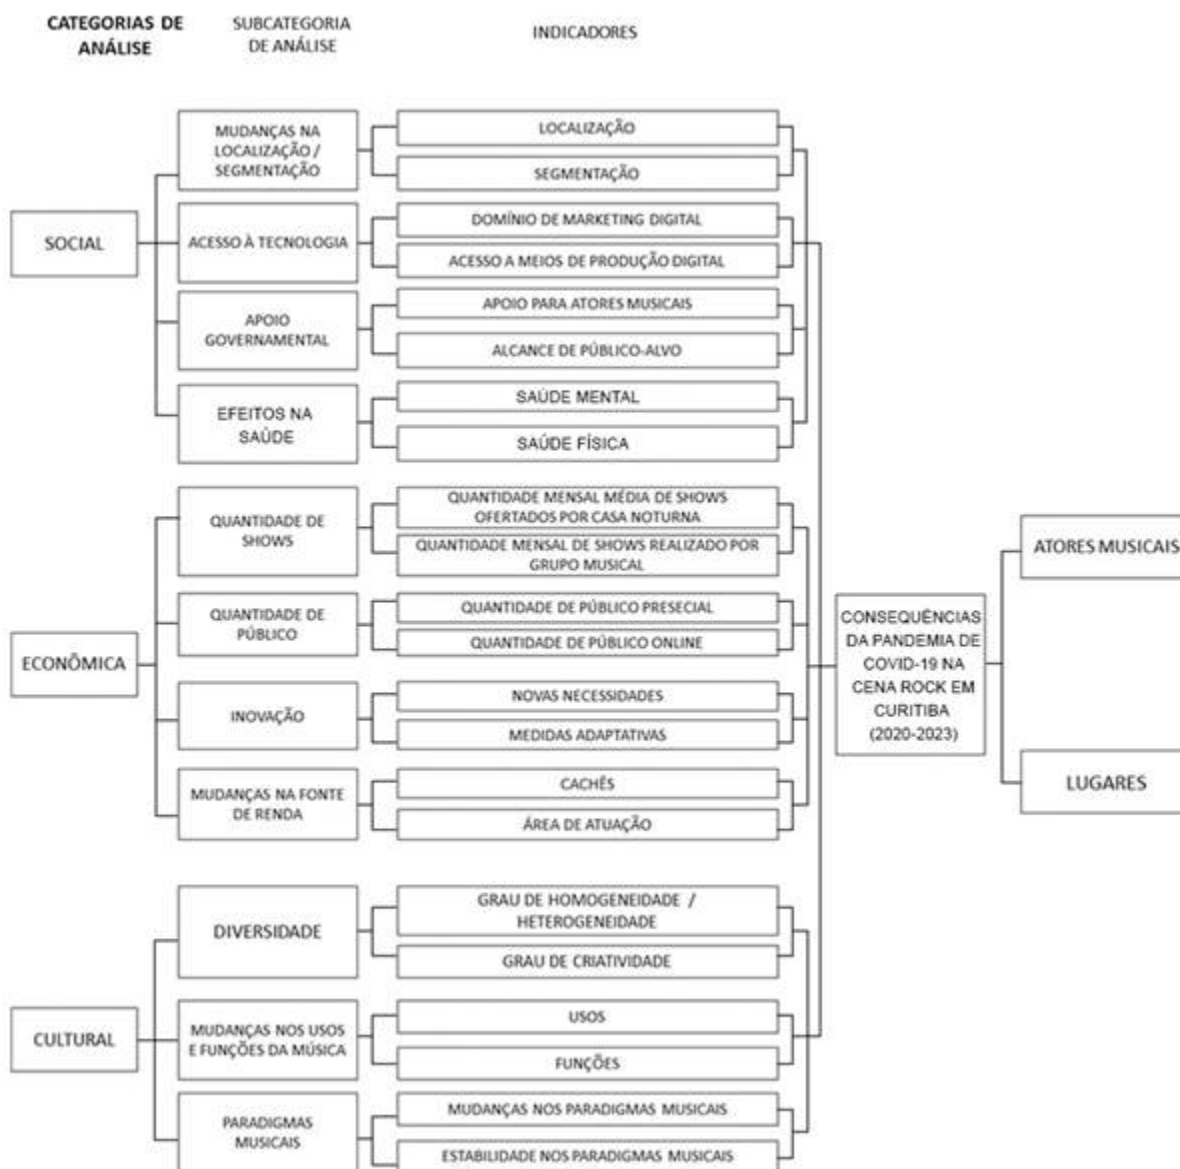 CATEGORIAS DE
ANÁLISE
SUBCATEGORIA
DE ANÁLISE
INDICADORES
SOCIAL
MUDANÇAS NA
LOCALIZAÇÃO /
SEGMENTAÇÃO
LOCALIZAÇÃO
SEGMENTAÇÃO
ACESSO À TECNOLOGIA
DOMÍNIO DE MARKETING DIGITAL
ACESSO A MEIOS DE PRODUÇÃO DIGITAL
APOIO
GOVERNAMENTAL
APOIO PARA ATORES MUSICAIS
ALCANCE DE PÚBLICO-ALVO
EFEITOS NA
SAÚDE
SAÚDE MENTAL
SAÚDE FÍSICA
ECONÔMICA
QUANTIDADE DE
SHOWS
QUANTIDADE MENSAL MÉDIA DE SHOWS
OFERTADOS POR CASA NOTURNA
QUANTIDADE MENSAL DE SHOWS REALIZADO POR
GRUPO MUSICAL
QUANTIDADE DE
PÚBLICO
QUANTIDADE DE PÚBLICO PRESECIAL
QUANTIDADE DE PÚBLICO ONLINE
INOVAÇÃO
NOVAS NECESSIDADES
MEDIDAS ADAPTATIVAS
MUDANÇAS NA FONTE
DE RENDA
CACHÊS
ÁREA DE ATUAÇÃO
CULTURAL
DIVERSIDADE
GRAU DE HOMOGENEIDADE /
HETEROGENEIDADE
GRAU DE CRIATIVIDADE
MUDANÇAS NOS USOS
E FUNÇÕES DA MÚSICA
USOS
FUNÇÕES
PARADIGMAS
MUSICAIS
MUDANÇAS NOS PARADIGMAS MUSICAIS
ESTABILIDADE NOS PARADIGMAS MUSICAIS
CONSEQUÊNCIAS
DA PANDEMIA DE
COVID-19 NA
CENA ROCK EM
CURITIBA
(2020-2023)
ATORES MUSICAIS
LUGARES